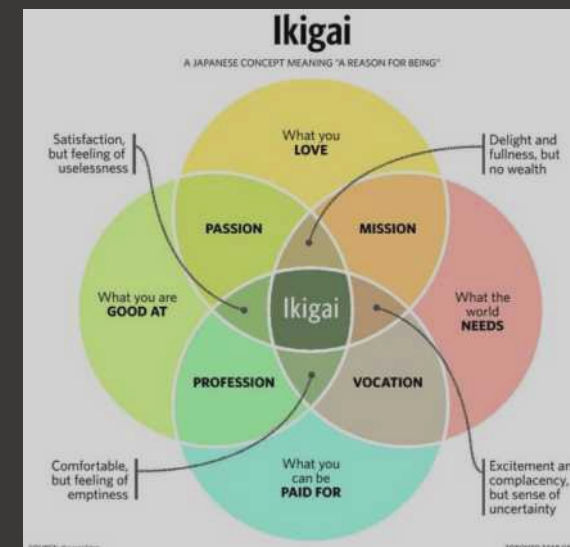 Ikigai
A JAPANESE CONCEPT MEANING "A REASON FOR BEING"
What you
LOVE
Satisfaction,
but feeling of
uselessness
Delight and
fullness, but
no wealth
PASSION
MISSION
What you are
GOOD AT
Ikigai
What the
world
NEEDS
PROFESSION
VOCATION
Comfortable,
but feeling of
emptiness
What you
can be
PAID FOR
Excitement an
complacency,
but sense of
uncertainty